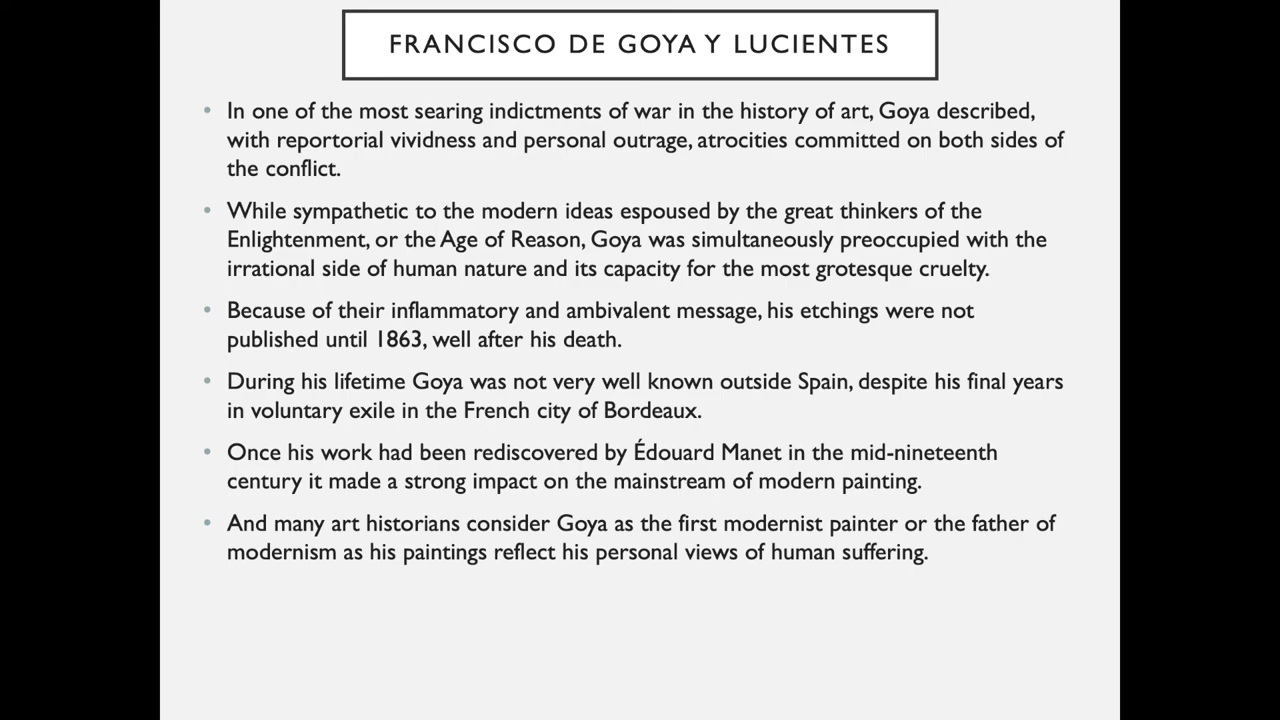 FRANCISCO DE GOYA Y LUCIENTES
• In one of the most searing indictments of war in the history of art, Goya described,
with reportorial vividness and personal outrage, atrocities committed on both sides of
the conflict.
• While sympathetic to the modern ideas espoused by the great thinkers of the
Enlightenment, or the Age of Reason, Goya was simultaneously preoccupied with the
irrational side of human nature and its capacity for the most grotesque cruelty.
• Because of their inflammatory and ambivalent message, his etchings were not
published until 1863, well after his death.
• During his lifetime Goya was not very well known outside Spain, despite his final years
in voluntary exile in the French city of Bordeaux.
• Once his work had been rediscovered by Édouard Manet in the mid-nineteenth
century it made a strong impact on the mainstream of modern painting.
• And many art historians consider Goya as the first modernist painter or the father of
modernism as his paintings reflect his personal views of human suffering.